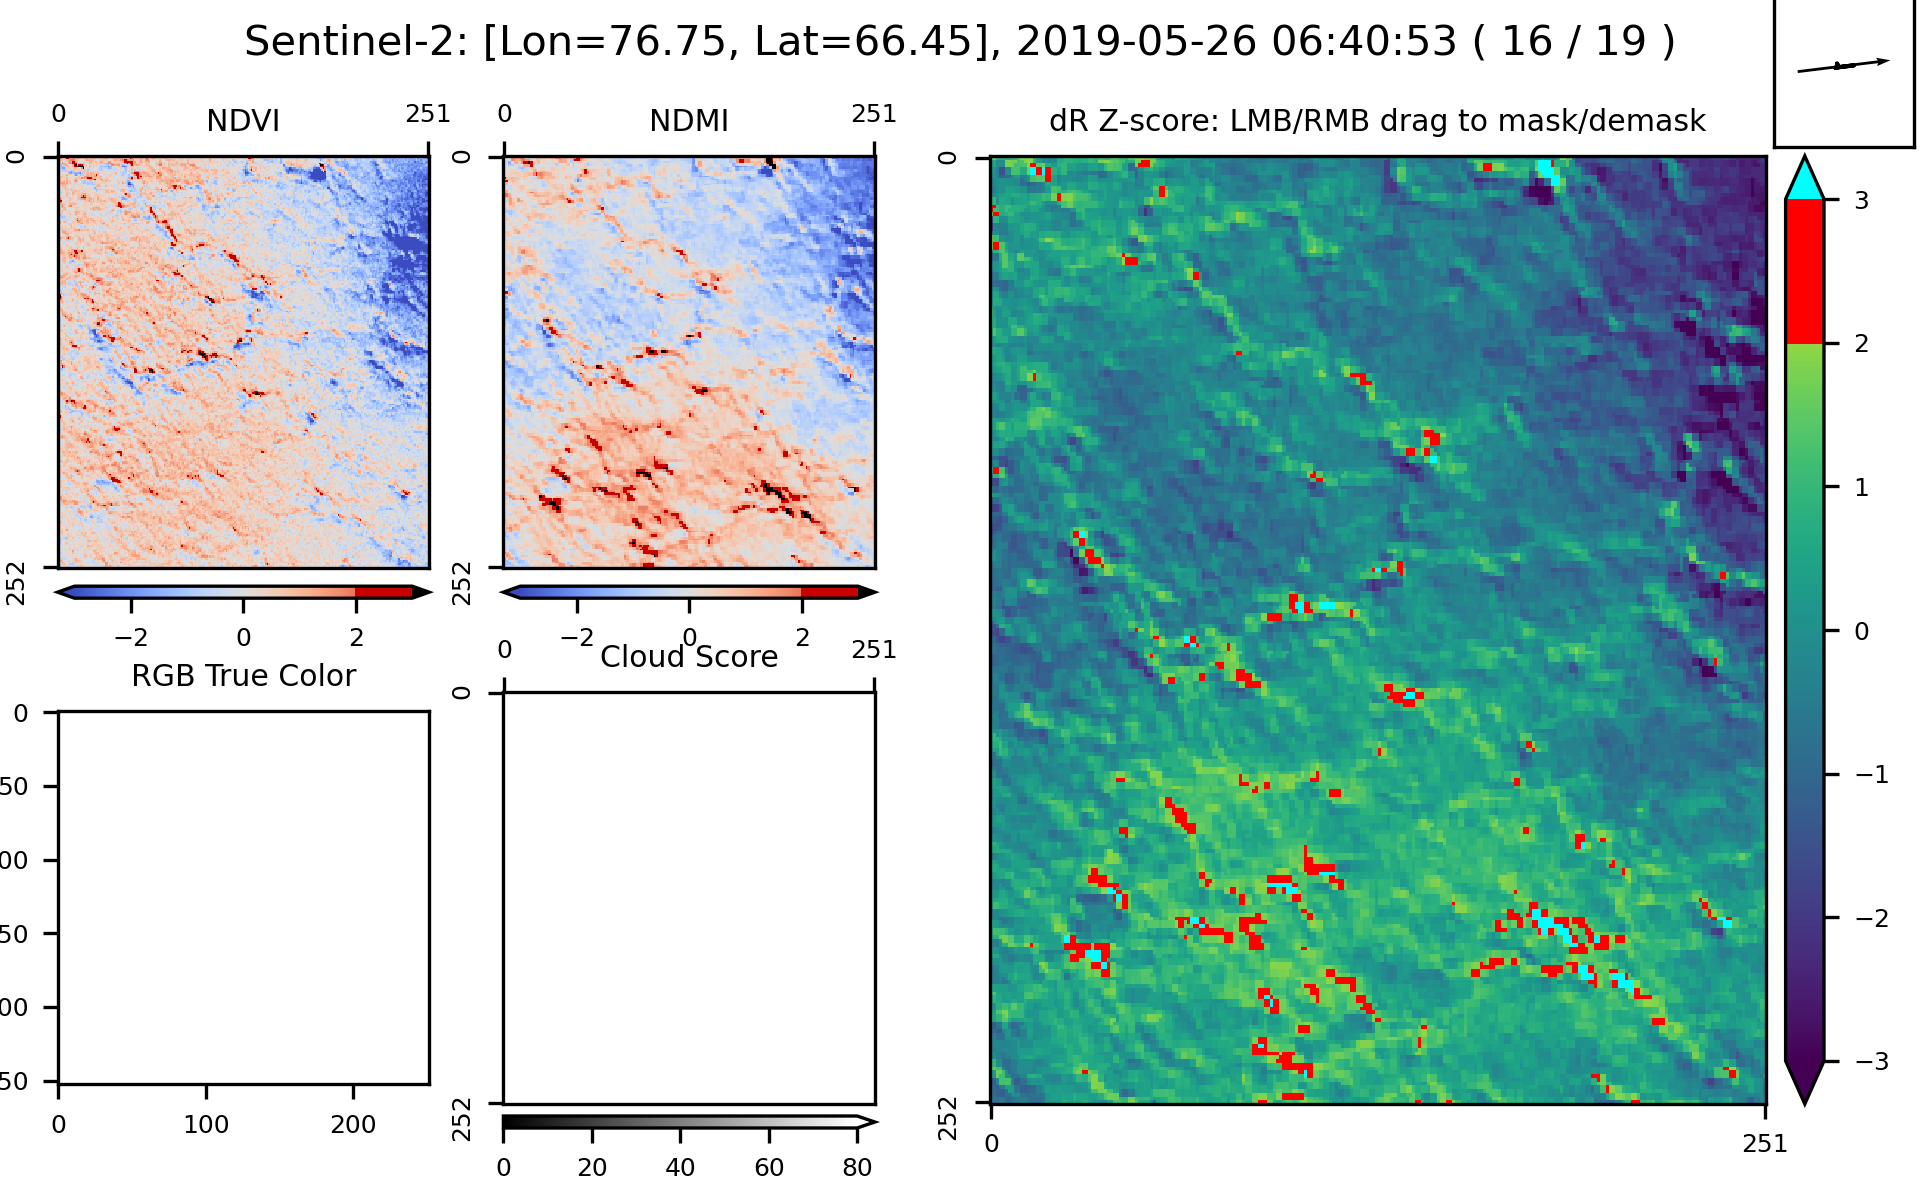 Sentinel-2: [Lon=76.75, Lat=66.45], 2019-05-26 06:40:53 ( 16 / 19 )
0 251 0 251
NDVI NDMI dR Z-score: LMB/RMB drag to mask/demask
0 0 0
3
2
1
0
−1
−2
−3
252 252
−2 0 2 −2 0 2
0 251
RGB True Color Cloud Score
0 0
50
00
50
00
50
0 100 200
252 252
0 20 40 60 80
0 251